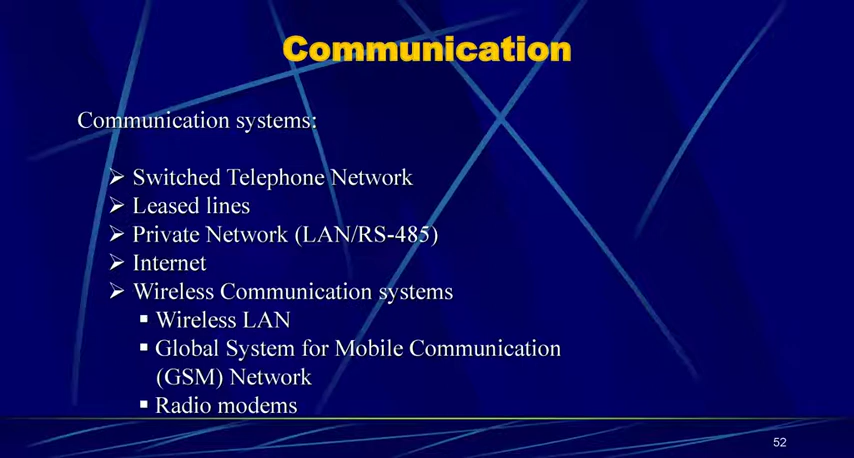 Communication
Communication systems:
➢ Switched Telephone Network
➢ Leased lines
➢ Private Network (LAN/RS-485)
➢ Internet
➢ Wireless Communication systems
▪ Wireless LAN
▪ Global System for Mobile Communication
(GSM) Network
▪ Radio modems
52